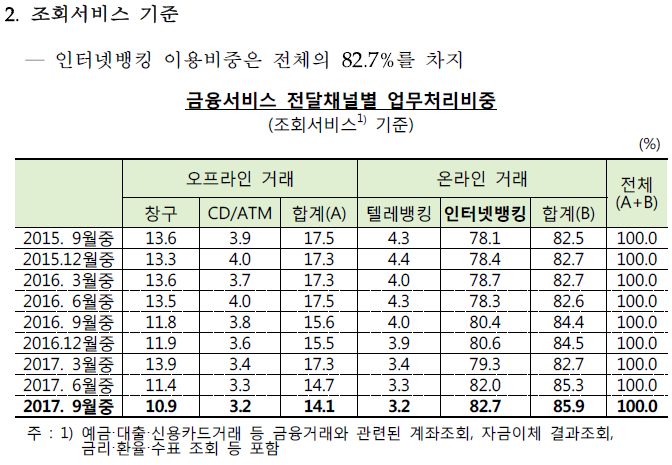 2. 조회서비스 기준
— 인터넷뱅킹 이용비중은 전체의 82.7%를 차지
금융서비스 전달채널별 업무처리비중
(조회서비스1) 기준)
(%)
오프라인 거래 온라인 거래 전체
창구 CD/ATM 합계(A) 텔레뱅킹 인터넷뱅킹 합계(B) (A+B)
2015. 9월중 13.6 3.9 17.5 4.3 78.1 82.5 100.0
2015.12월중 13.3 4.0 17.3 4.4 78.4 82.7 100.0
2016. 3월중 13.6 3.7 17.3 4.0 78.7 82.7 100.0
2016. 6월중 13.5 4.0 17.5 4.3 78.3 82.6 100.0
2016. 9월중 11.8 3.8 15.6 4.0 80.4 84.4 100.0
2016.12월중 11.9 3.6 15.5 3.9 80.6 84.5 100.0
2017. 3월중 13.9 3.4 17.3 3.4 79.3 82.7 100.0
2017. 6월중 11.4 3.3 14.7 3.3 82.0 85.3 100.0
2017. 9월중 10.9 3.2 14.1 3.2 82.7 85.9 100.0
주 : 1) 예금·대출·신용카드거래 등 금융거래와 관련된 계좌조회, 자금이체 결과조회,
금리·환율·수표 조회 등 포함